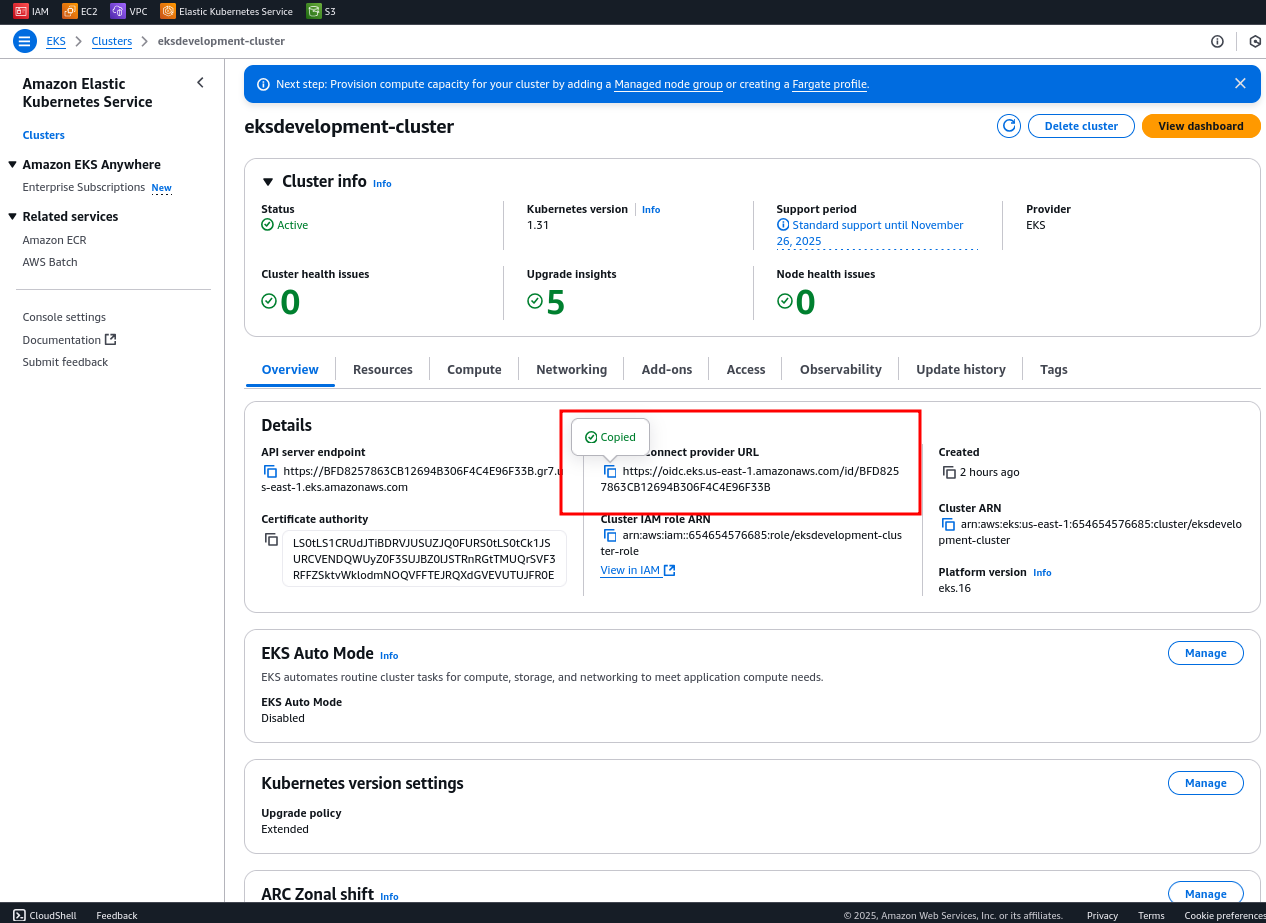 IAM EC2 VPC Elastic Kubernetes Service S3
EKS Clusters eksdevelopment-cluster
Amazon Elastic
Kubernetes Service
Clusters
Amazon EKS Anywhere
Enterprise Subscriptions New
Related services
Amazon ECR
AWS Batch
Console settings
Documentation
Submit feedback
Next step: Provision compute capacity for your cluster by adding a Managed node group or creating a Fargate profile.
eksdevelopment-cluster
Delete cluster
View dashboard
Cluster info Info
Status
Active
Kubernetes version Info
1.31
Support period
Standard support until November
26, 2025
Provider
EKS
Cluster health issues
0
Upgrade insights
5
Node health issues
0
Overview Resources Compute Networking Add-ons Access Observability Update history Tags
Details
API server endpoint
https://BFD8257863CB12694B306F4C4E96F33B.gr7.u
s-east-1.eks.amazonaws.com
Certificate authority
LS0tLS1CRUdJTiBDRVJUSUZJQ0FURS0tLS0tCk1JS
URCVENDQWUyZ0F3SUJBZ0lJSTRnRGtTMUQrSVF3
RFFZSktvWklodmNOQVFFTEJRQXdGVEVUTUJFR0E
Copied
onnect provider URL
https://oidc.eks.us-east-1.amazonaws.com/id/BFD825
7863CB12694B306F4C4E96F33B
Cluster IAM role ARN
arn:aws:iam::654654576685:role/eksdevelopment-clus
ter-role
View in IAM
Created
2 hours ago
Cluster ARN
arn:aws:eks:us-east-1:654654576685:cluster/eksdevelo
pment-cluster
Platform version Info
eks.16
EKS Auto Mode Info
Manage
EKS automates routine cluster tasks for compute, storage, and networking to meet application compute needs.
EKS Auto Mode
Disabled
Kubernetes version settings
Manage
Upgrade policy
Extended
ARC Zonal shift Info
Manage
CloudShell Feedback
© 2025, Amazon Web Services, Inc. or its affiliates. Privacy Terms Cookie preferences